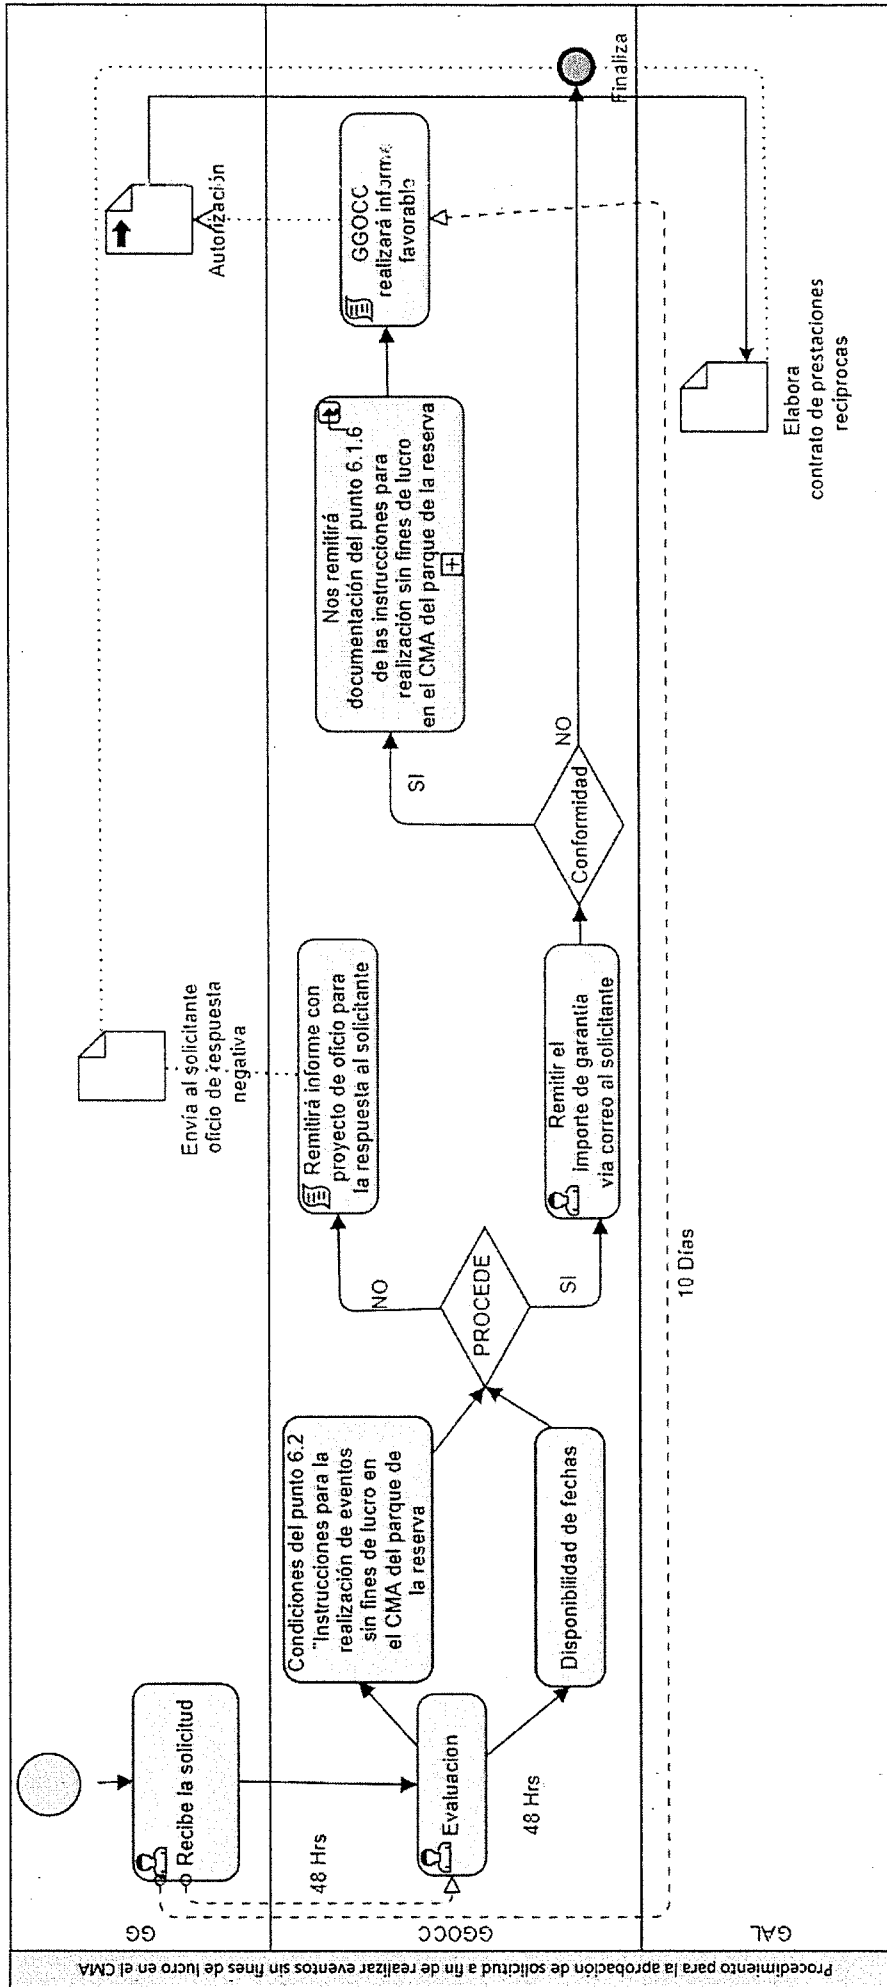 Procedimiento para la aprobación de solicitud a fin de realizar eventos sin fines de lucro en el CMA
GG
GGOCC
GAL
Recibe la solicitud
48 Hrs
Evaluacion
48 Hrs
Condiciones del punto 6.2
"Instrucciones para la
realización de eventos
sin fines de lucro en
el CMA del parque de
la reserva
Disponibilidad de fechas
PROCEDE
NO
SI
Remitirá informe con
proyecto de oficio para
la respuesta al solicitante
Envía al solicitante
oficio de respuesta
negativa
Remitir el
importe de garantía
via correo al solicitante
10 Días
Conformidad
SI
NO
Nos remitirá
documentación del punto 6.1.6
de las instrucciones para
realización sin fines de lucro
en el CMA del parque de la reserva
GGOCC
realizará informe
favorable
Autorización
Finaliza
Elabora
contrato de prestaciones
reciprocas